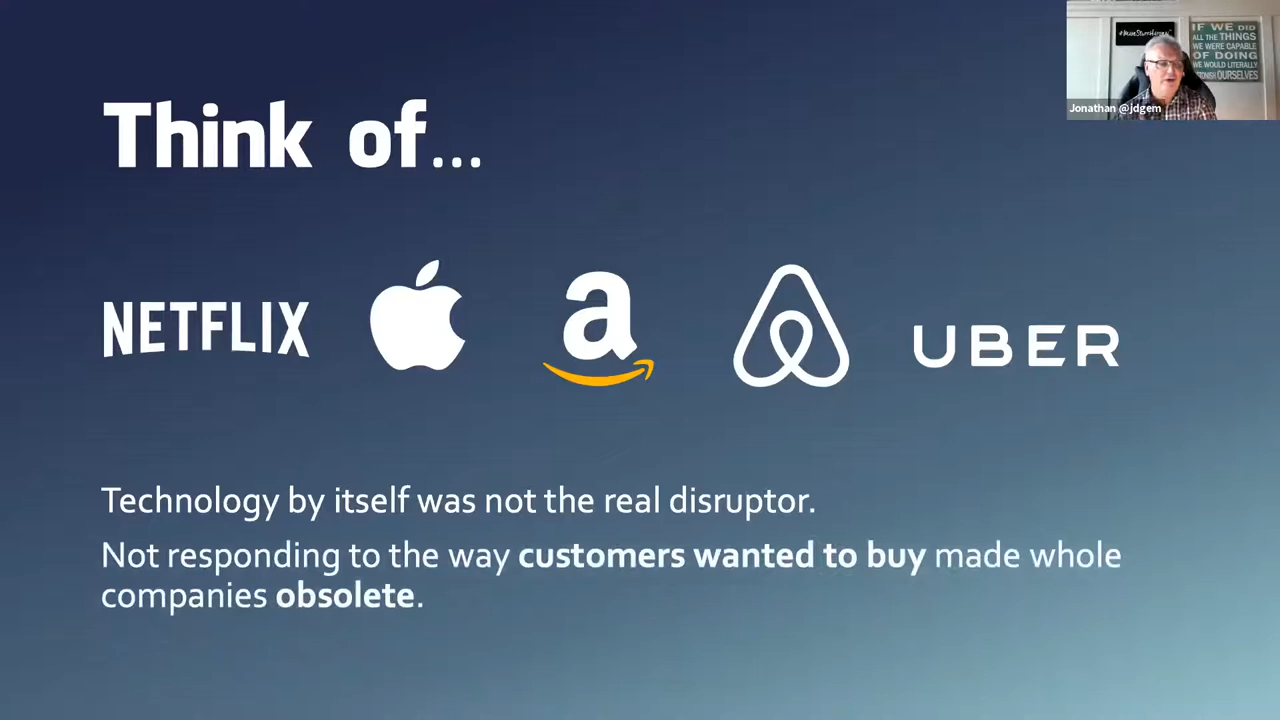 Think of...
NETFLIX
a
UBER
Technology by itself was not the real disruptor.
Not responding to the way customers wanted to buy made whole
companies obsolete.
IF WE DID
ALL THE THINGS
WE WERE CAPABLE
OF DOING
WE WOULD LITERALLY
OURSELVES
Jonathan @jdgem